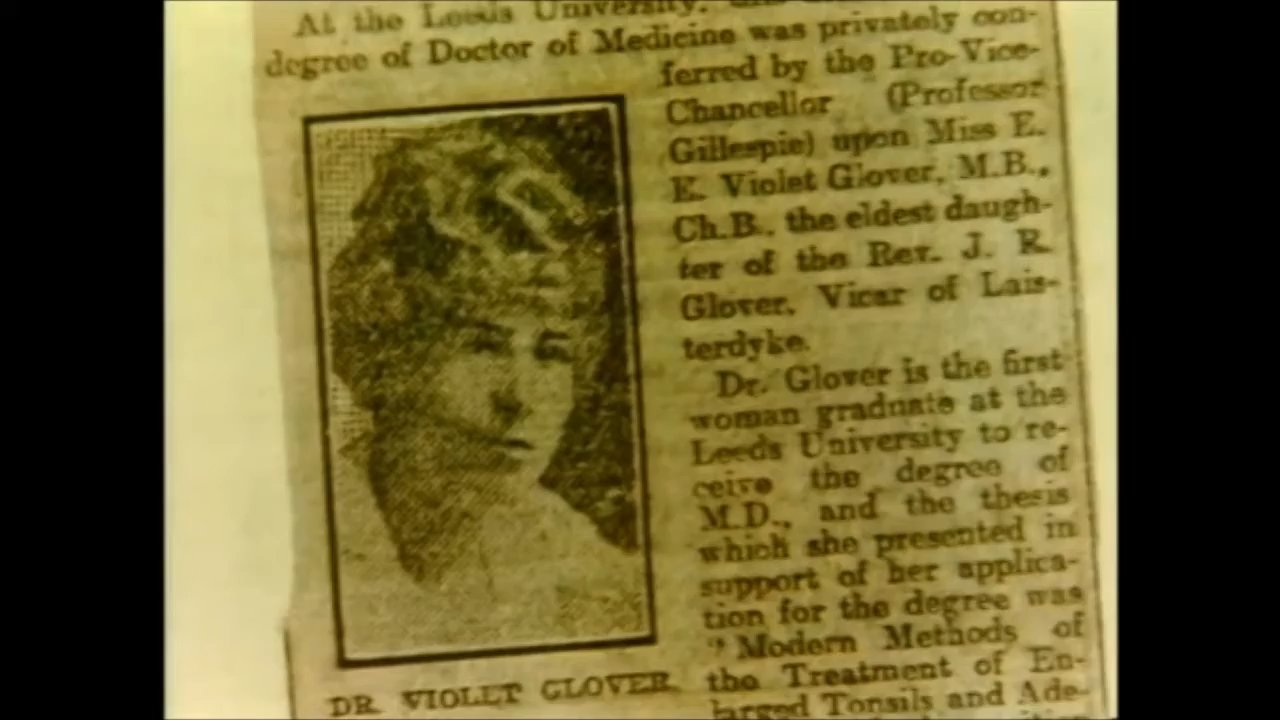 At the Leeds University,
degree of Doctor of Medicine was privately con-
ferred by the Pro-Vice-
Chancellor (Professor
Gillespie) upon Miss E.
E. Violet Glover, M.B.,
Ch.B., the eldest daugh-
ter of the Rev. J. R.
Glover, Vicar of Lais-
terdyke.
Dr. Glover is the first
woman graduate at the
Leeds University to re-
ceive the degree of
M.D., and the thesis
which she presented in
support of her applica-
tion for the degree was
" Modern Methods of
the Treatment of En-
larged Tonsils and Ade-
DR. VIOLET GLOVER.